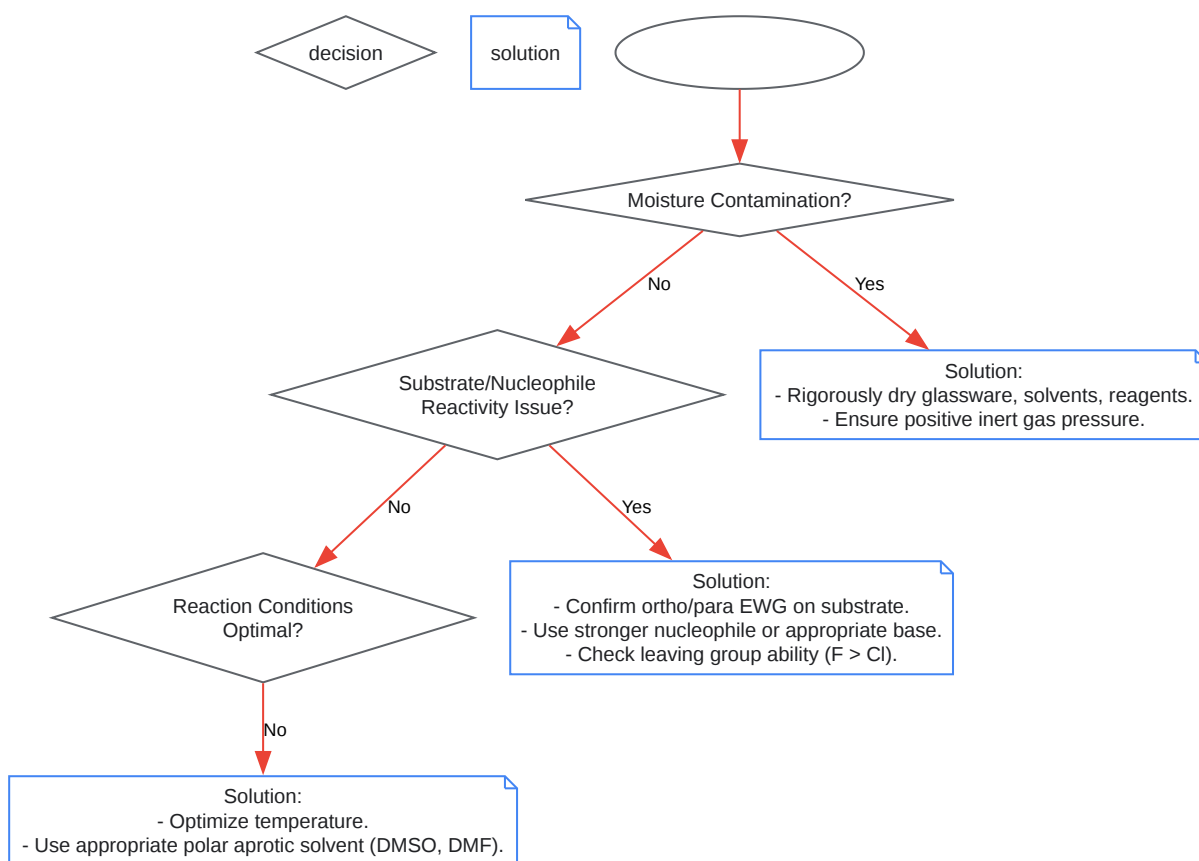 decision
solution
Moisture Contamination?
No
Yes
Substrate/Nucleophile
Reactivity Issue?
Solution:
- Rigorously dry glassware, solvents, reagents.
- Ensure positive inert gas pressure.
No
Yes
Reaction Conditions
Optimal?
Solution:
- Confirm ortho/para EWG on substrate.
- Use stronger nucleophile or appropriate base.
- Check leaving group ability (F > Cl).
No
Solution:
- Optimize temperature.
- Use appropriate polar aprotic solvent (DMSO, DMF).